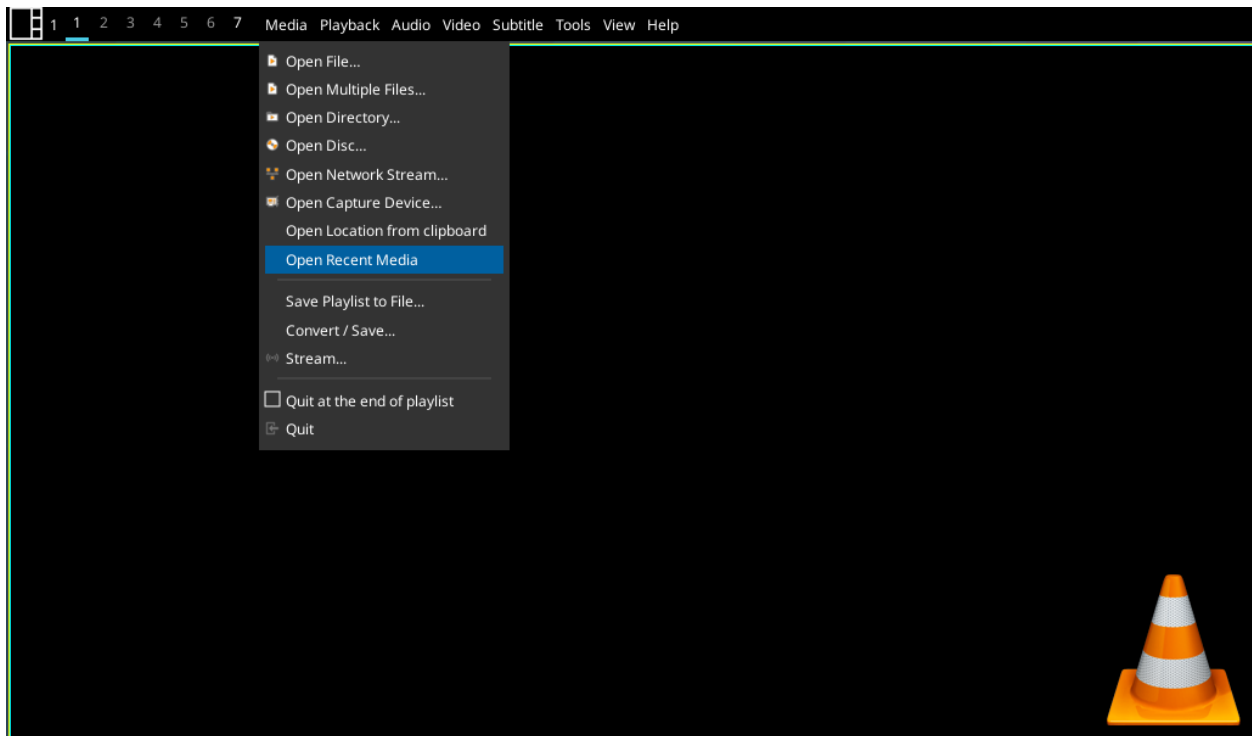 1 1 2 3 4 5 6 7 Media Playback Audio Video Subtitle Tools View Help
Open File...
Open Multiple Files...
Open Directory...
Open Disc...
Open Network Stream...
Open Capture Device...
Open Location from clipboard
Open Recent Media
Save Playlist to File...
Convert / Save...
Stream...
Quit at the end of playlist
Quit